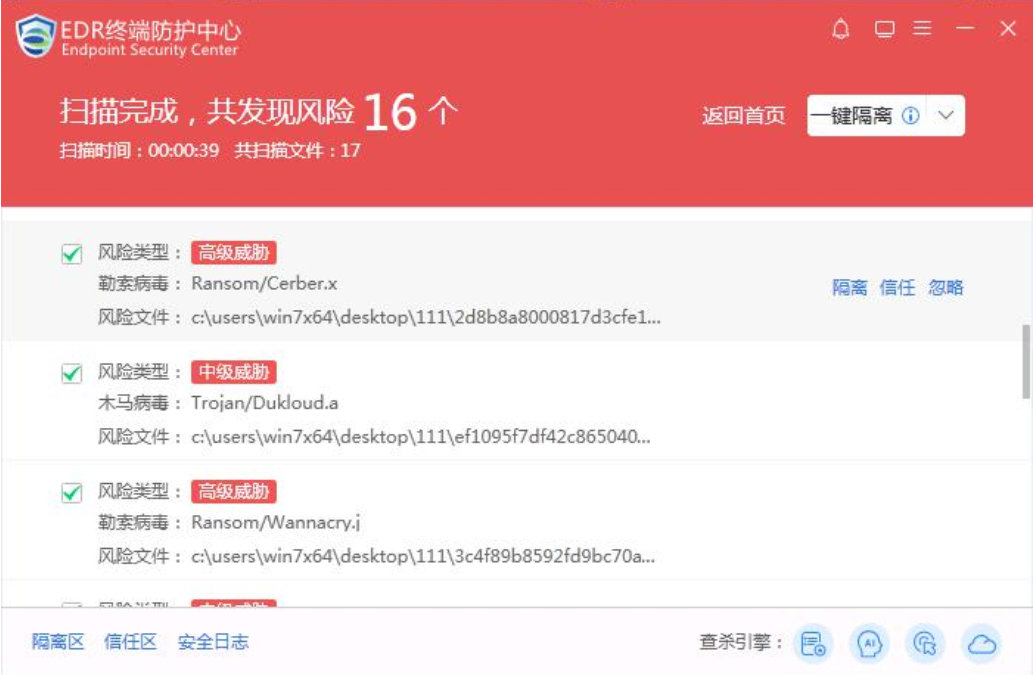 EDR终端防护中心
Endpoint Security Center
扫描完成，共发现风险 16 个
返回首页 一键隔离
扫描时间：00:00:39 共扫描文件：17
风险类型： 高级威胁
勒索病毒： Ransom/Cerber.x
隔离 信任 忽略
风险文件： c:\users\win7x64\desktop\111\2d8b8a8000817d3cfe1...
风险类型： 中级威胁
木马病毒： Trojan/Dukloud.a
风险文件： c:\users\win7x64\desktop\111\ef1095f7df42c865040...
风险类型： 高级威胁
勒索病毒： Ransom/Wannacry.j
风险文件： c:\users\win7x64\desktop\111\3c4f89b8592fd9bc70a...
隔离区 信任区 安全日志 查杀引擎： AI